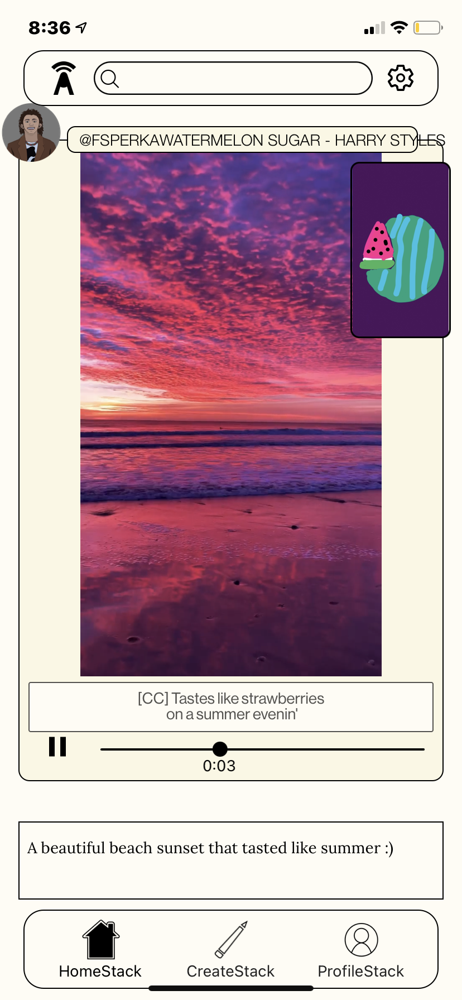 8:36
@FSPERKAWATERMELON SUGAR - HARRY STYLES
[CC] Tastes like strawberries
on a summer evenin'
0:03
A beautiful beach sunset that tasted like summer :)
HomeStack CreateStack ProfileStack